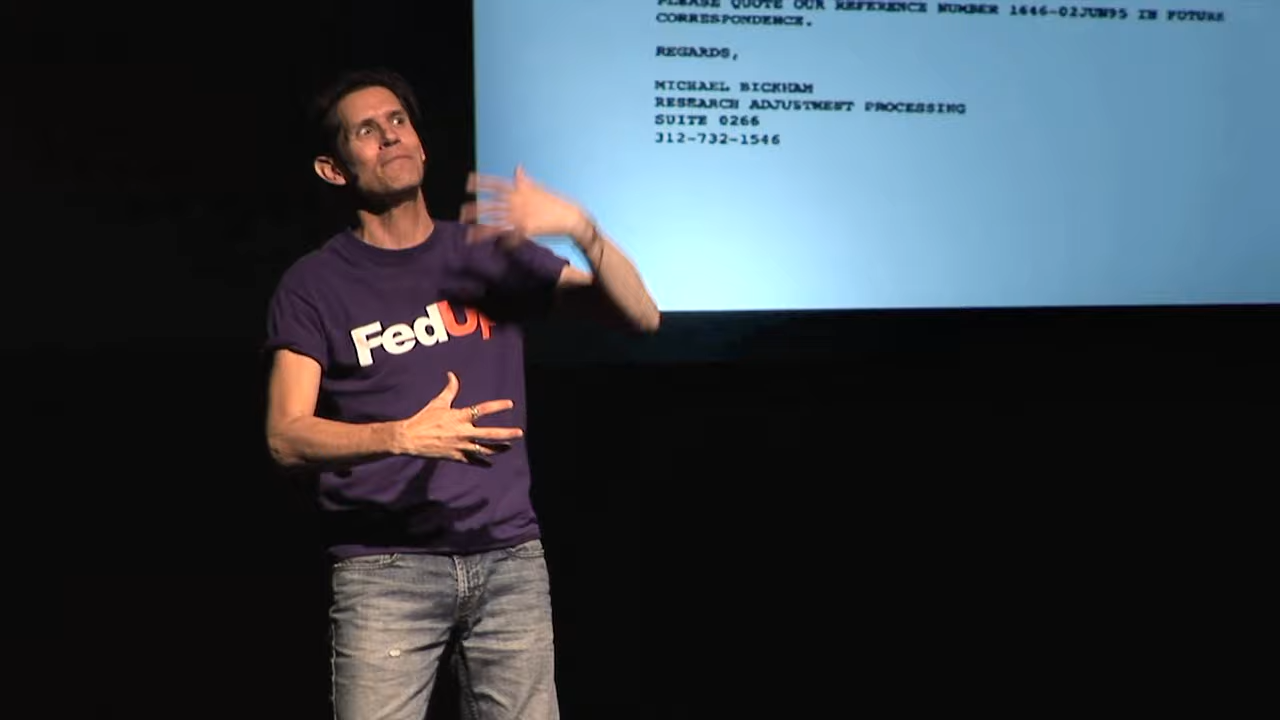 PLEASE QUOTE OUR REFERENCE NUMBER 1646-02JUN95 IN FUTURE
CORRESPONDENCE.
REGARDS,
MICHAEL BICKHAM
RESEARCH ADJUSTMENT PROCESSING
SUITE 0266
312-732-1546
FedUp